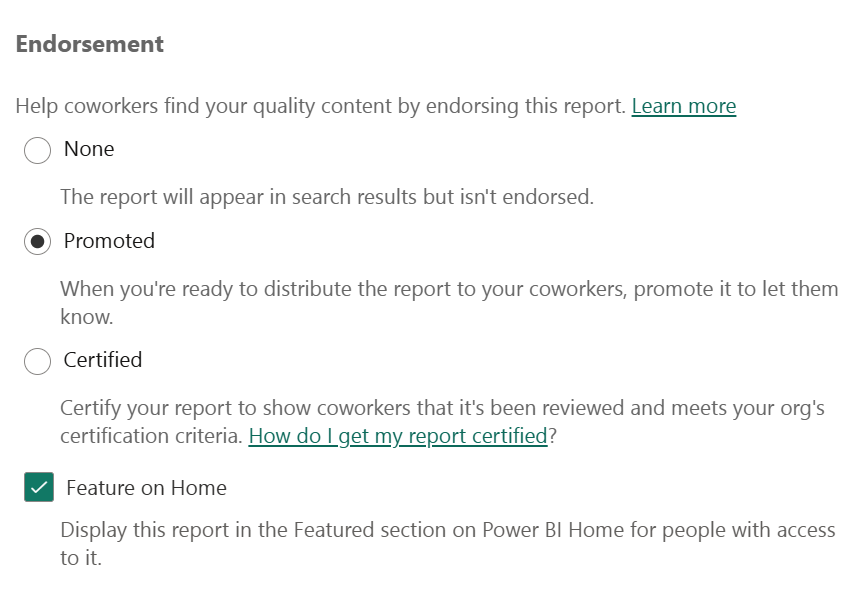 Endorsement
Help coworkers find your quality content by endorsing this report. Learn more
None
The report will appear in search results but isn't endorsed.
Promoted
When you're ready to distribute the report to your coworkers, promote it to let them
know.
Certified
Certify your report to show coworkers that it's been reviewed and meets your org's
certification criteria. How do I get my report certified?
Feature on Home
Display this report in the Featured section on Power BI Home for people with access
to it.